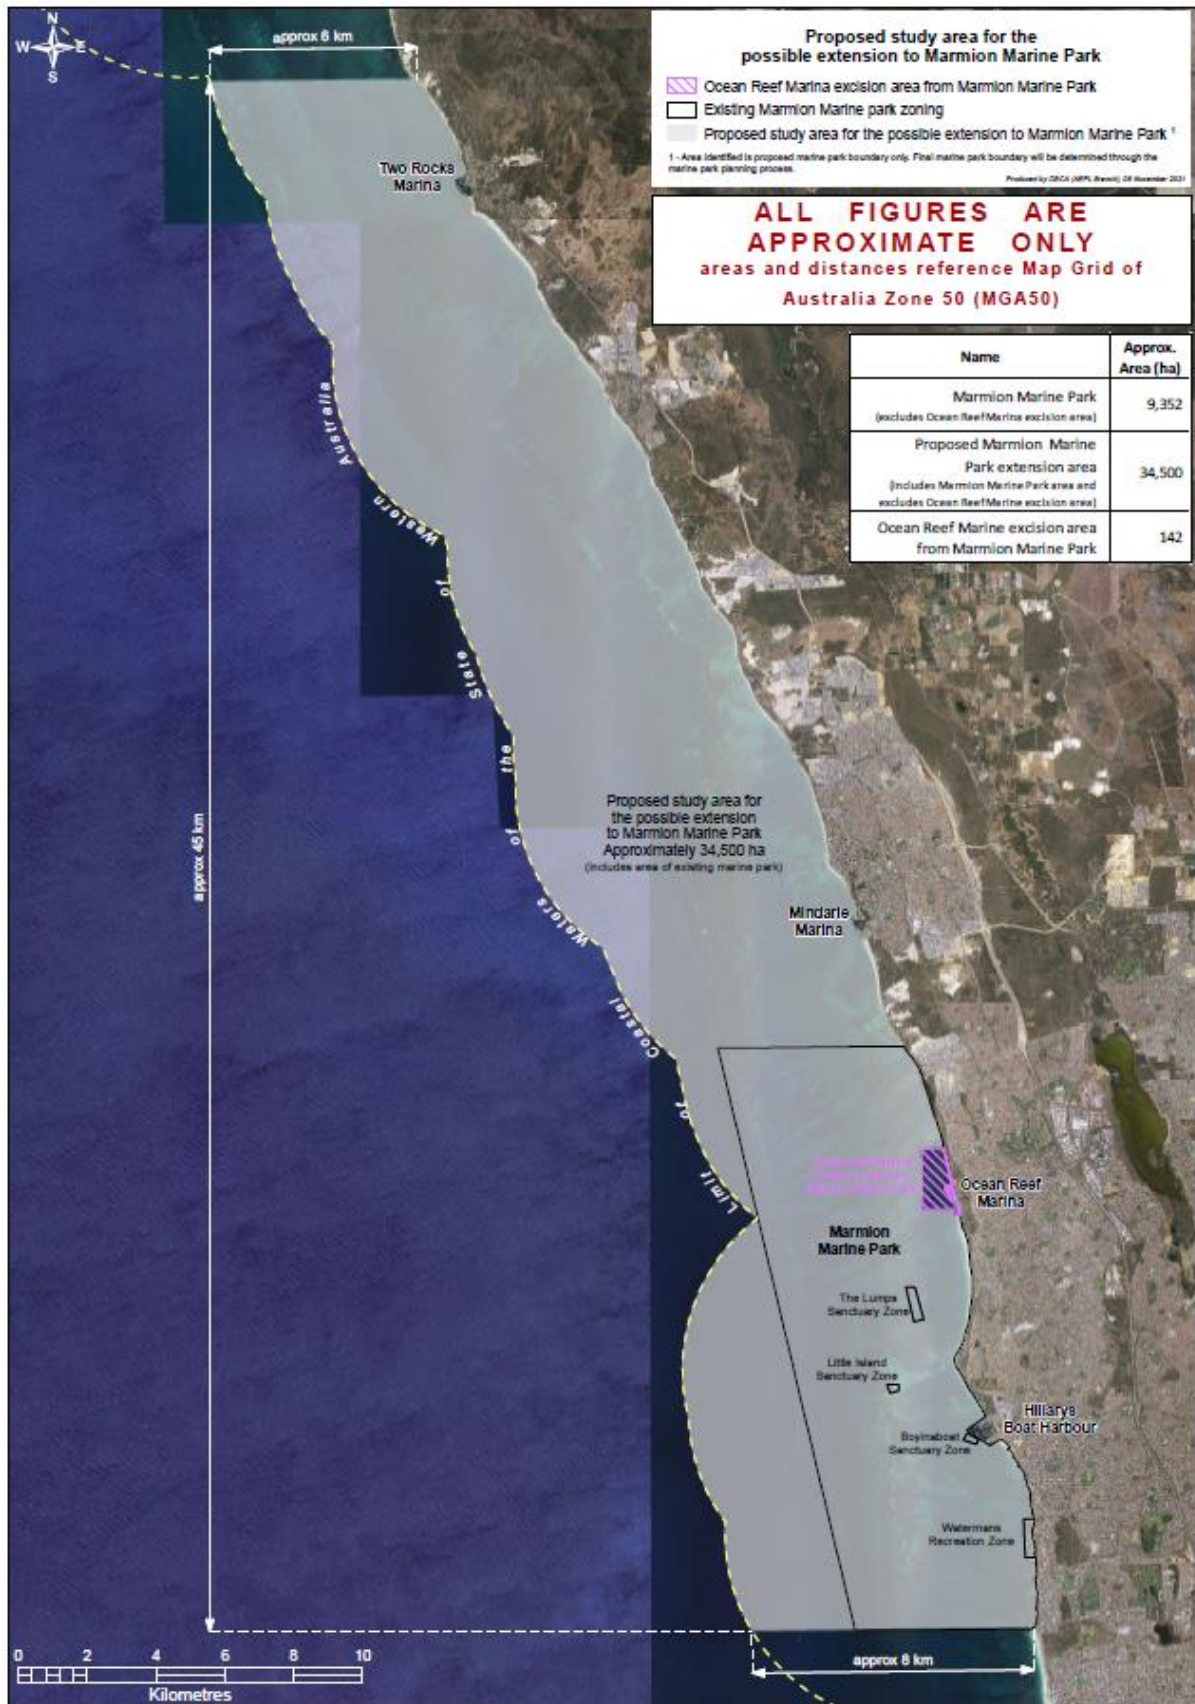 N
W E
S
approx 6 km
Proposed study area for the
possible extension to Marmion Marine Park
Ocean Reef Marina excision area from Marmion Marine Park
Existing Marmion Marine park zoning
Proposed study area for the possible extension to Marmion Marine Park 1
1 - Area identified is proposed marine park boundary only. Final marine park boundary will be determined through the
marine park planning process.
Produced by DBCA (MPPL Branch), 08 November 2021
ALL FIGURES ARE
APPROXIMATE ONLY
areas and distances reference Map Grid of
Australia Zone 50 (MGA50)
Name
Approx.
Area (ha)
Marmion Marine Park
(excludes Ocean Reef Marina excision area)
9,352
Proposed Marmion Marine
Park extension area
(includes Marmion Marine Park area and
excludes Ocean Reef Marine excision area)
34,500
Ocean Reef Marine excision area
from Marmion Marine Park
142
Two Rocks
Marina
Limit of Coastal Waters of the State of Western Australia
approx 45 km
Proposed study area for
the possible extension
to Marmion Marine Park
Approximately 34,500 ha
(includes area of existing marine park)
Mindarie
Marina
Ocean Reef
Marina
Marmion
Marine Park
The Lumps
Sanctuary Zone
Little Island
Sanctuary Zone
Hillarys
Boat Harbour
Boyinaboat
Sanctuary Zone
Watermans
Recreation Zone
approx 8 km
0 2 4 6 8 10
Kilometres